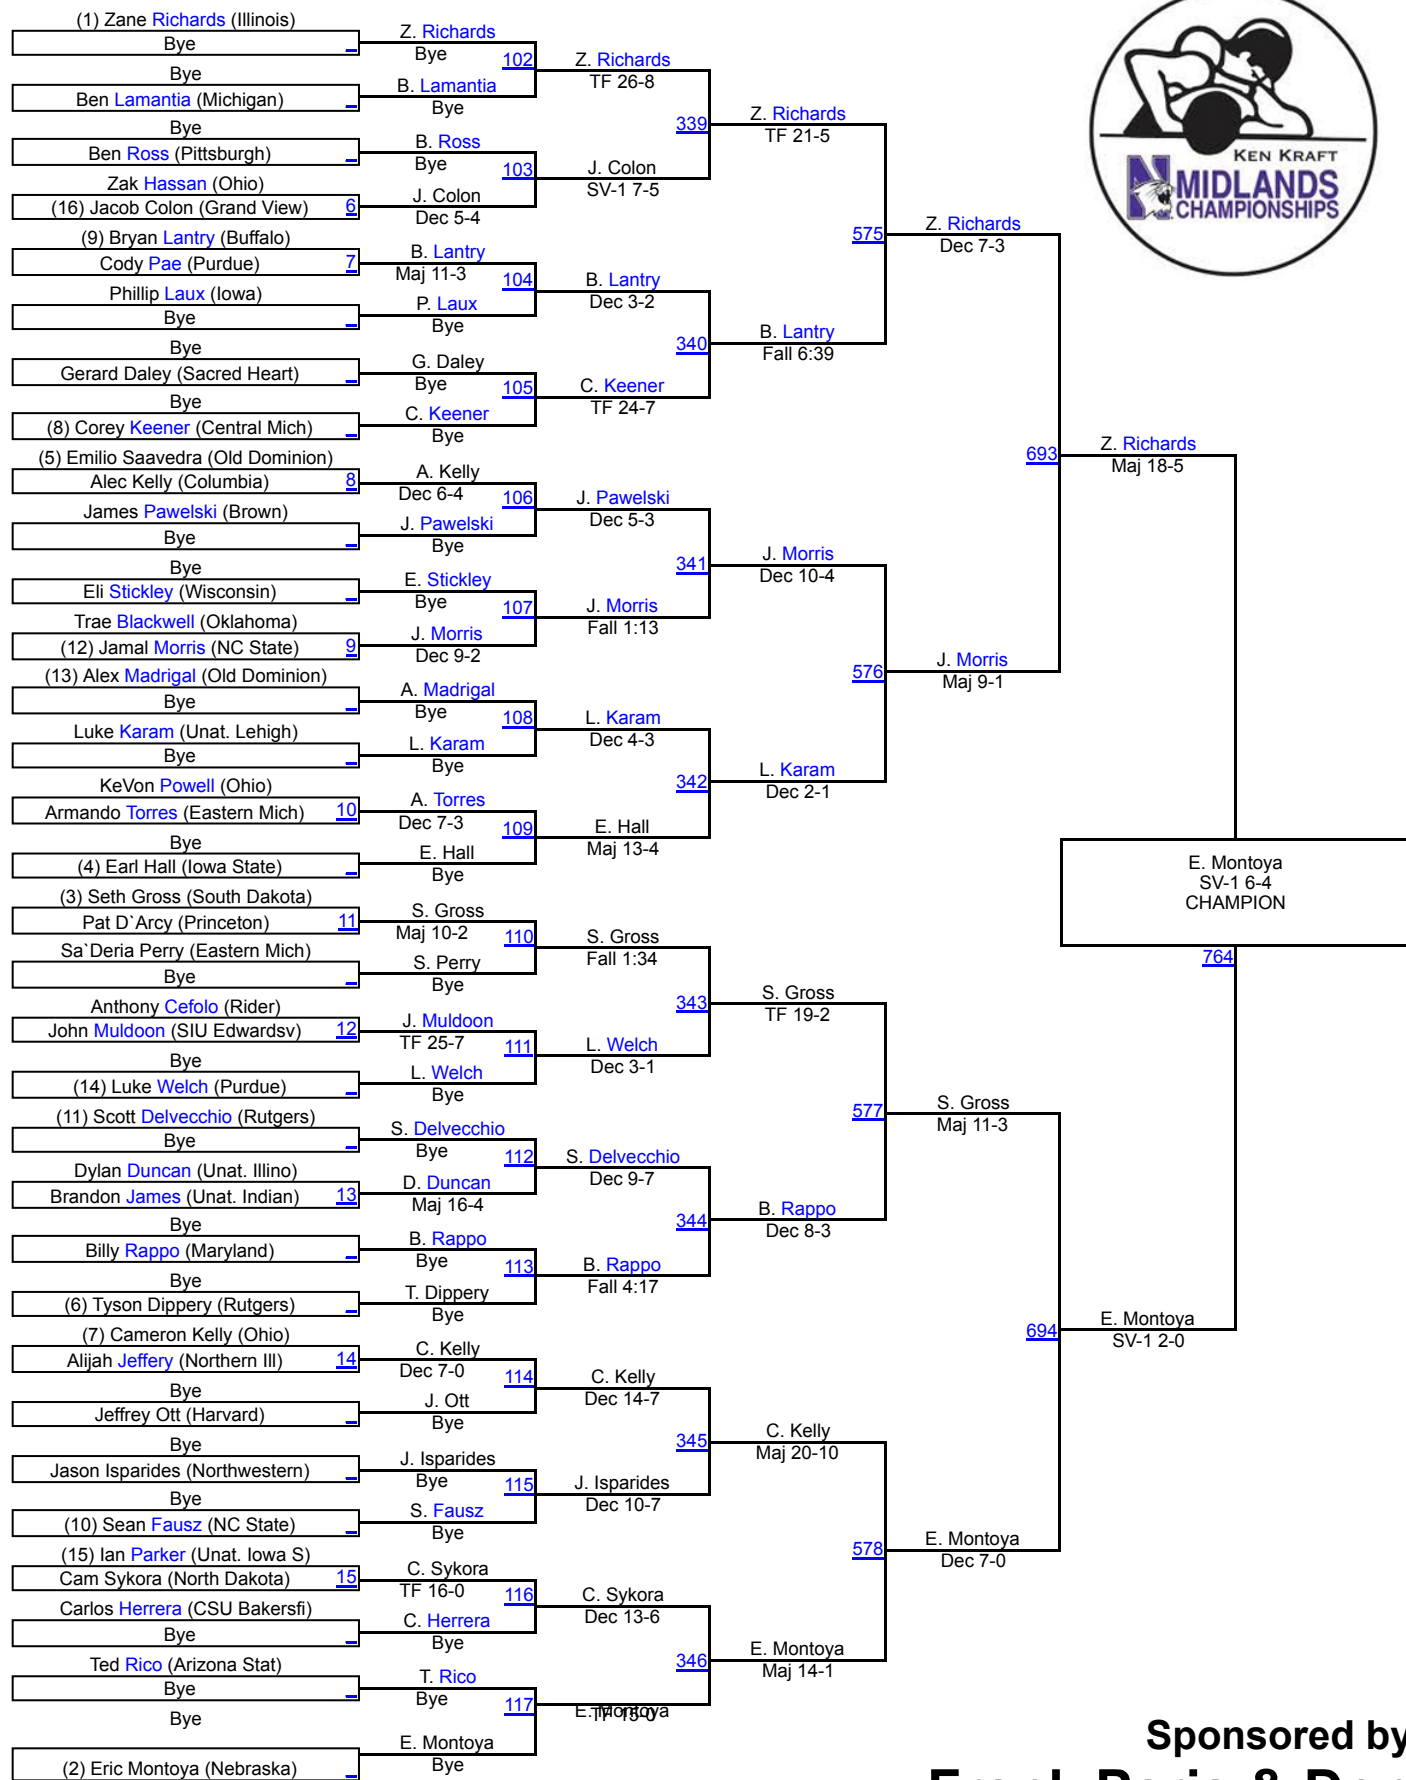 (1) Zane Richards (Illinois)
Bye
Bye
Ben Lamantia (Michigan)
Bye
Ben Ross (Pittsburgh)
Zak Hassan (Ohio)
(16) Jacob Colon (Grand View) 6
(9) Bryan Lantry (Buffalo)
Cody Pae (Purdue) 7
Phillip Laux (Iowa)
Bye
Bye
Gerard Daley (Sacred Heart)
Bye
(8) Corey Keener (Central Mich)
(5) Emilio Saavedra (Old Dominion)
Alec Kelly (Columbia) 8
James Pawelski (Brown)
Bye
Bye
Eli Stickley (Wisconsin)
Trae Blackwell (Oklahoma)
(12) Jamal Morris (NC State) 9
(13) Alex Madrigal (Old Dominion)
Bye
Luke Karam (Unat. Lehigh)
Bye
KeVon Powell (Ohio)
Armando Torres (Eastern Mich) 10
Bye
(4) Earl Hall (Iowa State)
(3) Seth Gross (South Dakota)
Pat D`Arcy (Princeton) 11
Sa`Deria Perry (Eastern Mich)
Bye
Anthony Cefolo (Rider)
John Muldoon (SIU Edwardsv) 12
Bye
(14) Luke Welch (Purdue)
(11) Scott Delvecchio (Rutgers)
Bye
Dylan Duncan (Unat. Illino)
Brandon James (Unat. Indian) 13
Bye
Billy Rappo (Maryland)
Bye
(6) Tyson Dippery (Rutgers)
(7) Cameron Kelly (Ohio)
Alijah Jeffery (Northern Ill) 14
Bye
Jeffrey Ott (Harvard)
Bye
Jason Isparides (Northwestern)
Bye
(10) Sean Fausz (NC State)
(15) Ian Parker (Unat. Iowa S)
Cam Sykora (North Dakota) 15
Carlos Herrera (CSU Bakersfi)
Bye
Ted Rico (Arizona Stat)
Bye
Bye
(2) Eric Montoya (Nebraska)
Z. Richards
Bye
102
B. Lamantia
Bye
B. Ross
Bye
103
J. Colon
Dec 5-4
B. Lantry
Maj 11-3
104
P. Laux
Bye
G. Daley
Bye
105
C. Keener
Bye
A. Kelly
Dec 6-4
106
J. Pawelski
Bye
E. Stickley
Bye
107
J. Morris
Dec 9-2
A. Madrigal
Bye
108
L. Karam
Bye
A. Torres
Dec 7-3
109
E. Hall
Bye
S. Gross
Maj 10-2
110
S. Perry
Bye
J. Muldoon
TF 25-7
111
L. Welch
Bye
S. Delvecchio
Bye
112
D. Duncan
Maj 16-4
B. Rappo
Bye
113
T. Dippery
Bye
C. Kelly
Dec 7-0
114
J. Ott
Bye
J. Isparides
Bye
115
S. Fausz
Bye
C. Sykora
TF 16-0
116
C. Herrera
Bye
T. Rico
Bye
117
E. Montoya
Bye
Z. Richards
TF 26-8
339
J. Colon
SV-1 7-5
B. Lantry
Dec 3-2
340
C. Keener
TF 24-7
J. Pawelski
Dec 5-3
341
J. Morris
Fall 1:13
L. Karam
Dec 4-3
342
E. Hall
Maj 13-4
S. Gross
Fall 1:34
343
L. Welch
Dec 3-1
S. Delvecchio
Dec 9-7
344
B. Rappo
Fall 4:17
C. Kelly
Dec 14-7
345
J. Isparides
Dec 10-7
C. Sykora
Dec 13-6
346
E. Montoya
TF 15-0
Z. Richards
TF 21-5
575
B. Lantry
Fall 6:39
J. Morris
Dec 10-4
576
L. Karam
Dec 2-1
S. Gross
TF 19-2
577
B. Rappo
Dec 8-3
C. Kelly
Maj 20-10
578
E. Montoya
Maj 14-1
Z. Richards
Dec 7-3
693
J. Morris
Maj 9-1
S. Gross
Maj 11-3
694
E. Montoya
Dec 7-0
Z. Richards
Maj 18-5
E. Montoya
SV-1 6-4
CHAMPION
764
E. Montoya
SV-1 2-0
KEN KRAFT
N MIDLANDS
CHAMPIONSHIPS
Sponsored by